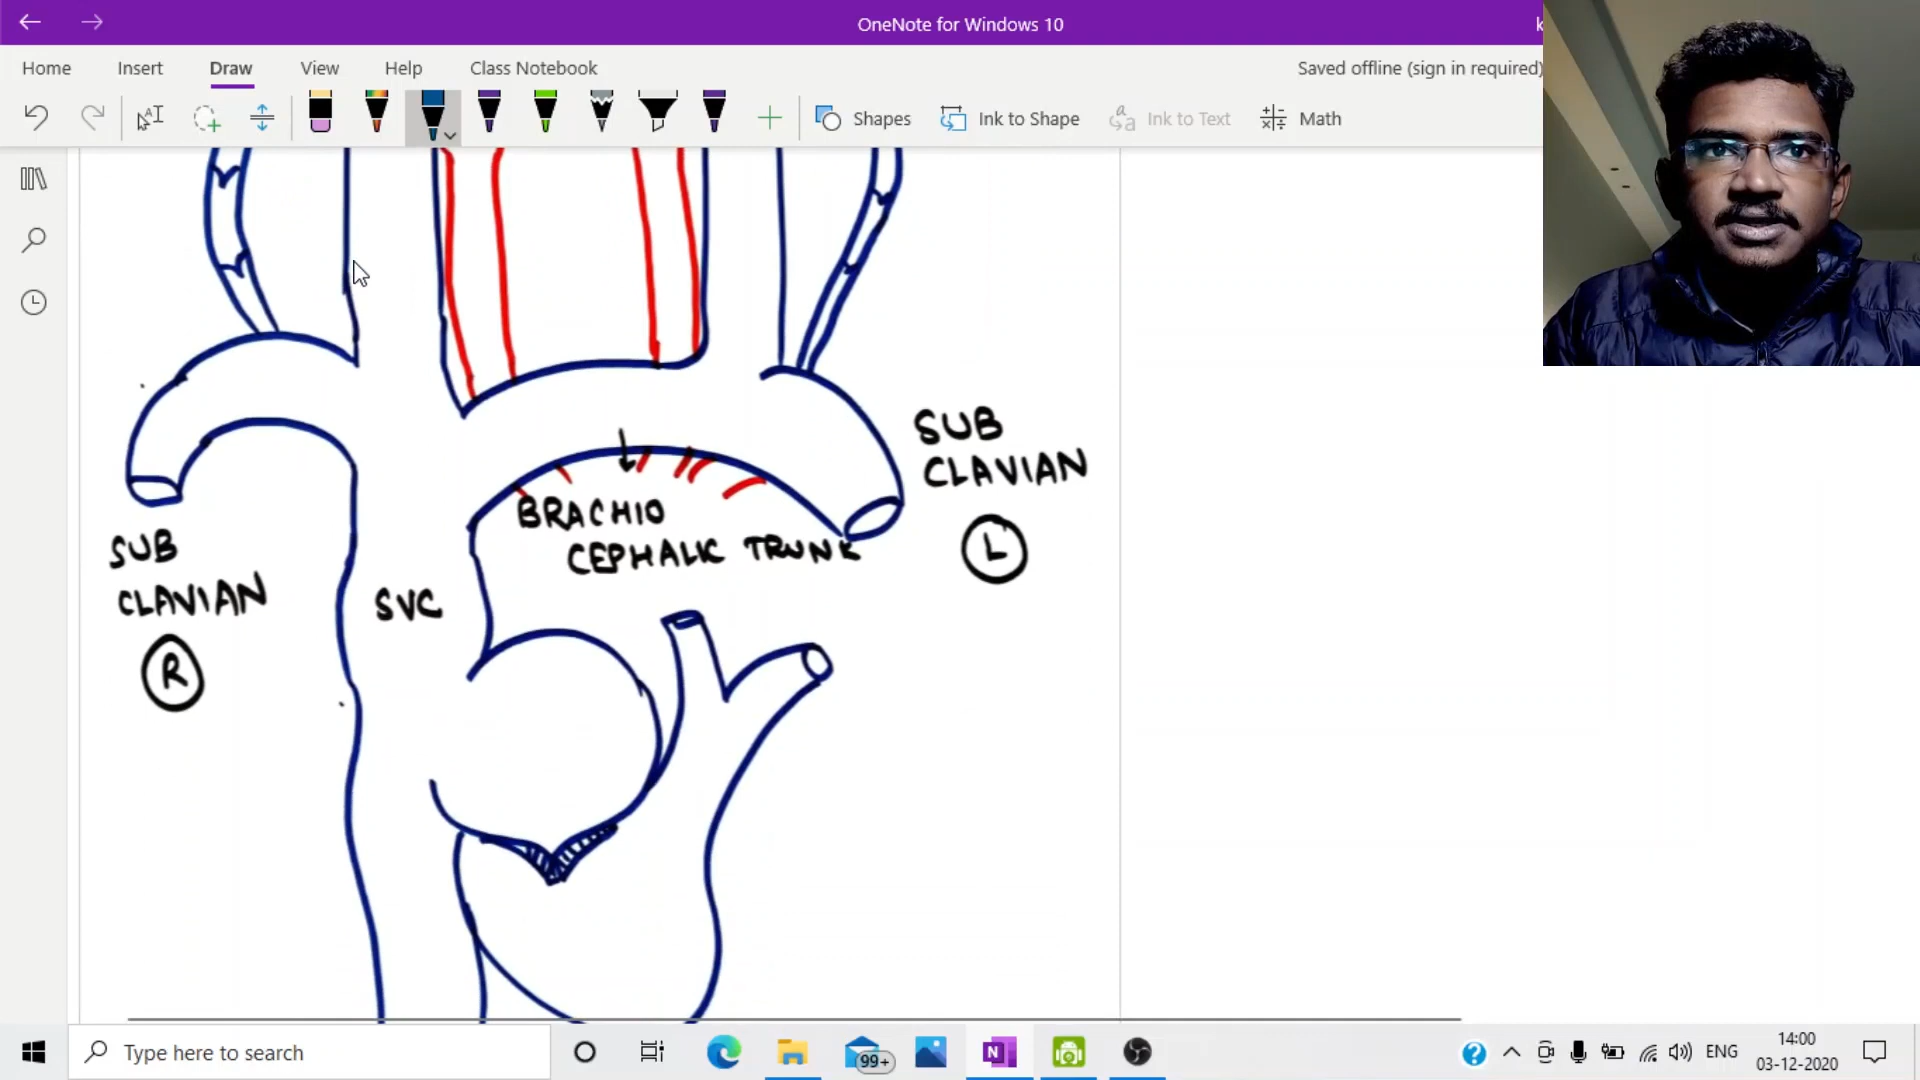 OneNote for Windows 10
k
Home Insert Draw View Help Class Notebook
Saved offline (sign in required)
Shapes Ink to Shape Ink to Text Math
SUB
CLAVIAN
L
BRACHIO
CEPHALIC TRUNK
SUB
CLAVIAN
R
SVC
Type here to search
99+
ENG
14:00
03-12-2020